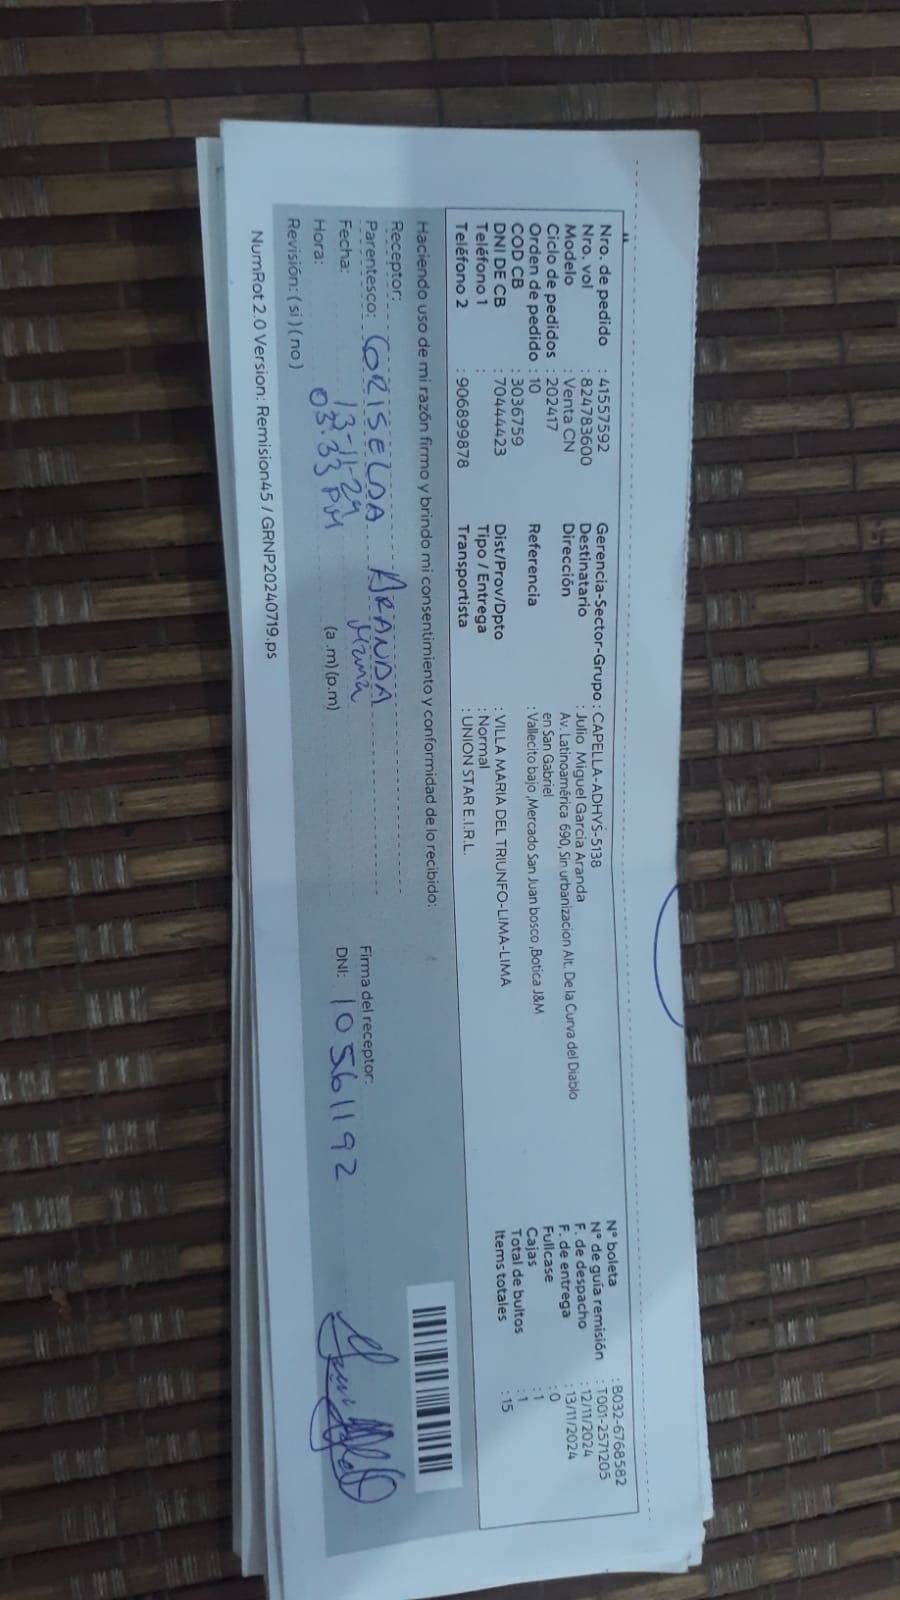 Nro. de pedido : 41557592 Gerencia-Sector-Grupo : CAPELLA-ADHVS-5138 N° boleta : B032-6768582
Nro. vol : 824783600 Destinatario : Julio Miguel Garcia Aranda N° de guía remisión : T001-2571205
Modelo : Venta CN Dirección Av. Latinoamérica 690, Sin urbanizacion Alt. De la Curva del Diablo F. de despacho : 12/11/2024
Ciclo de pedidos : 202417 en San Gabriel F. de entrega : 13/11/2024
Orden de pedido : 10 Referencia : Vallecito bajo ,Mercado San Juan bosco ,Botica J&M Fullcase : 0
COD CB : 3036759 Cajas : 1
DNI DE CB : 70444423 Dist/Prov/Dpto : VILLA MARIA DEL TRIUNFO-LIMA-LIMA Total de bultos : 1
Teléfono 1 : Tipo / Entrega : Normal Items totales : 15
Teléfono 2 : 906899878 Transportista : UNION STAR E.I.R.L.
Haciendo uso de mi razón firmo y brindo mi consentimiento y conformidad de lo recibido:
Receptor: GRISELDA ARANDA
Parentesco: Mamá Firma del receptor:
Fecha: 13-11-24 DNI: 10561192
Hora: 03:33 PM (a .m)(p.m)
Revisión: (si) (no)
NumRot 2.0 Version: Remision45 / GRNP20240719.ps